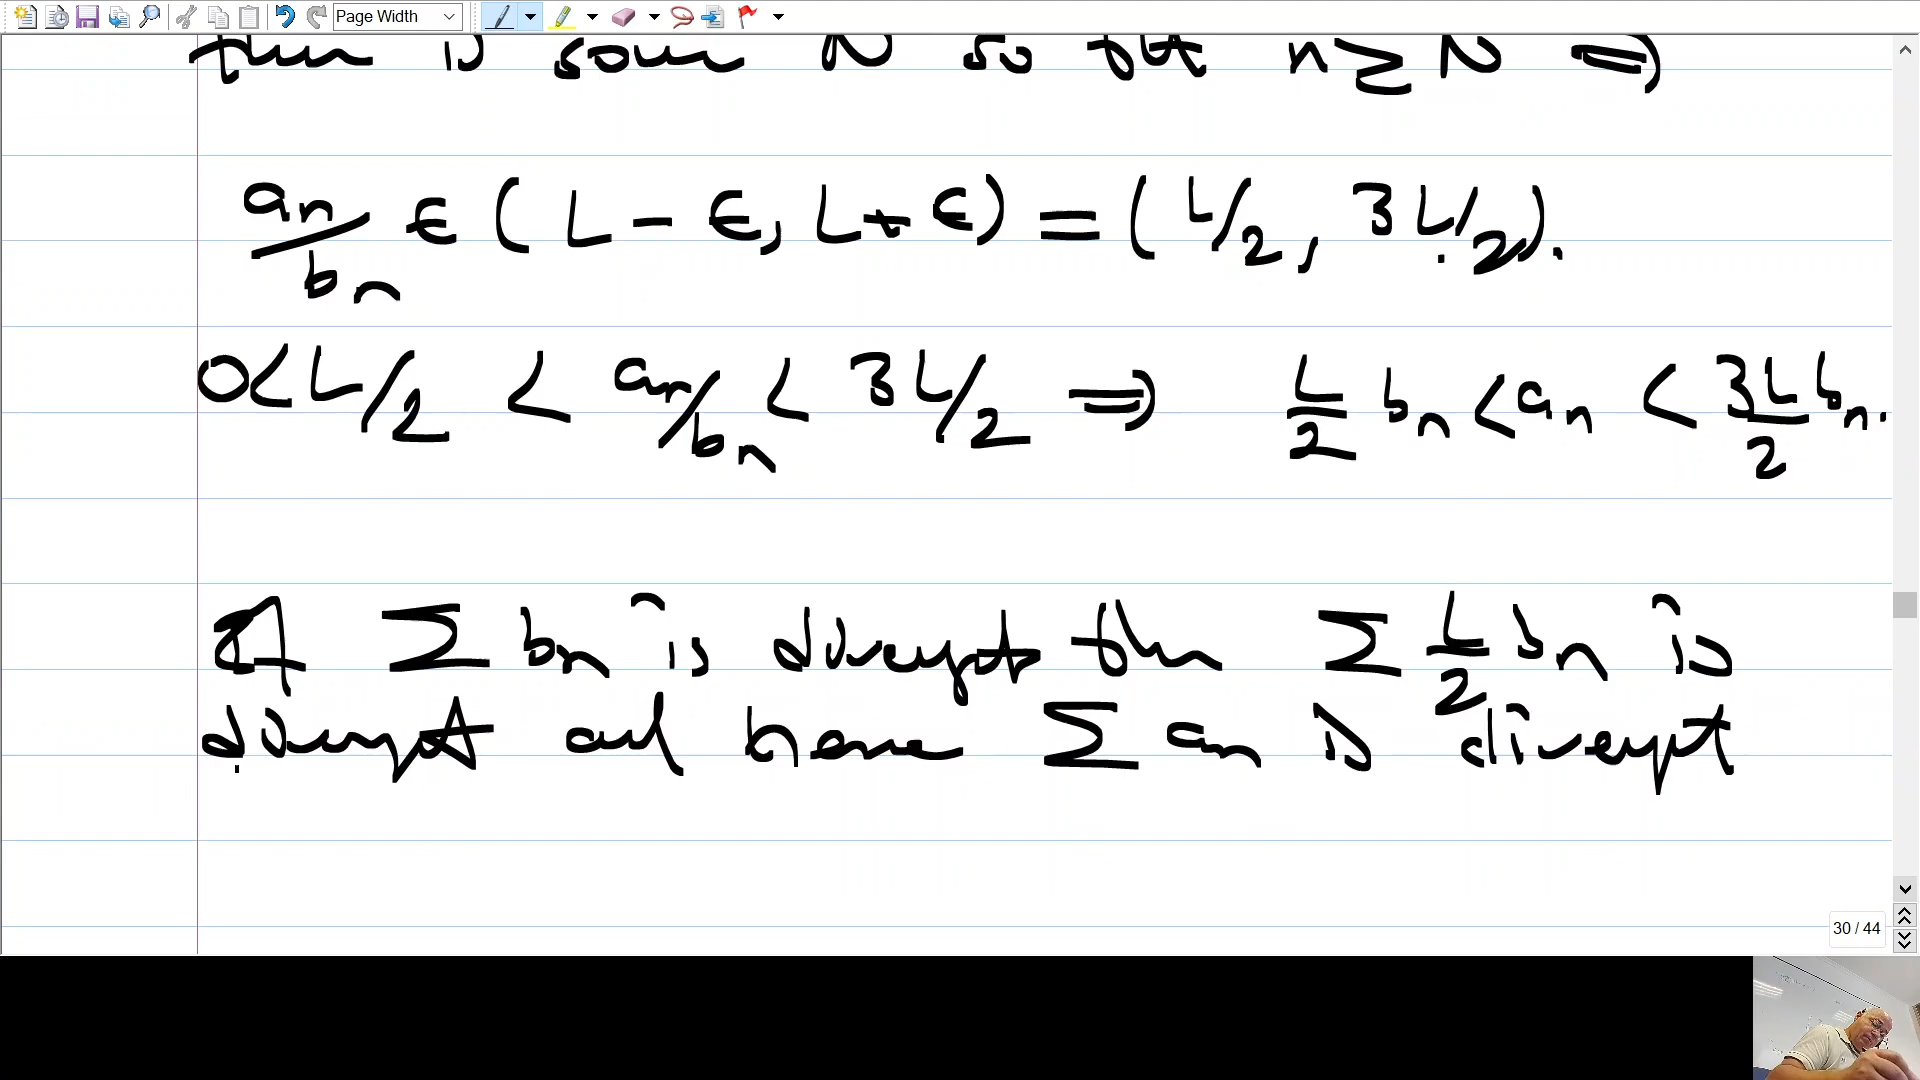 Page Width
then is some N so that n ≥ N ⇒
an/bn ∈ (L - ε, L + ε) = (L/2, 3L/2).
0 < L/2 < an/bn < 3L/2 ⇒ L/2 bn < an < 3L/2 bn.
If Σ bn is divergent then Σ L/2 bn is
divergent and hence Σ an is divergent
30 / 44